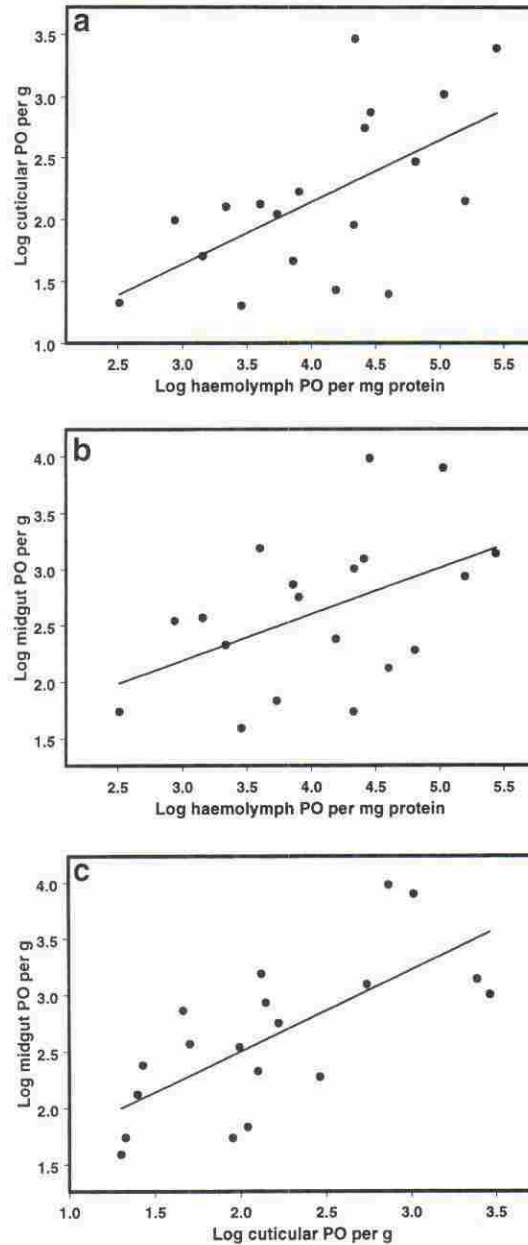 a
3.5
3.0
2.5
2.0
1.5
1.0
Log cuticular PO per g
2.5 3.0 3.5 4.0 4.5 5.0 5.5
Log haemolymph PO per mg protein
b
4.0
3.5
3.0
2.5
2.0
1.5
Log midgut PO per g
2.5 3.0 3.5 4.0 4.5 5.0 5.5
Log haemolymph PO per mg protein
c
4.0
3.5
3.0
2.5
2.0
1.5
Log midgut PO per g
1.0 1.5 2.0 2.5 3.0 3.5
Log cuticular PO per g